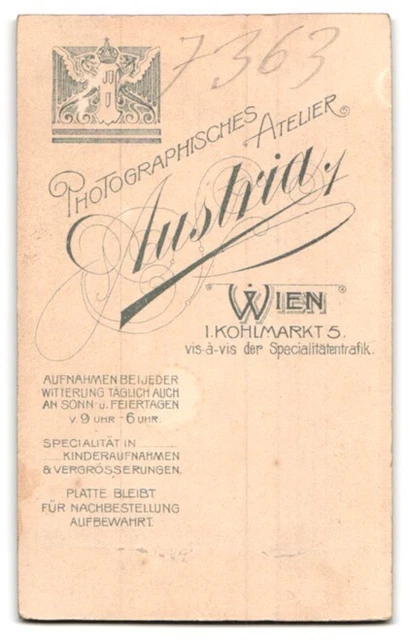 7363
PHOTOGRAPHISCHES ATELIER
Austria,
WIEN
I. KOHLMARKT 5.
vis-à-vis der Specialitätentrafik.
AUFNAHMEN BEI JEDER
WITTERUNG TÄGLICH AUCH
AN SONN- u. FEIERTAGEN
v. 9 UHR - 6 UHR.
SPECIALITÄT IN
KINDERAUFNAHMEN
& VERGRÖSSERUNGEN.
PLATTE BLEIBT
FÜR NACHBESTELLUNG
AUFBEWAHRT.